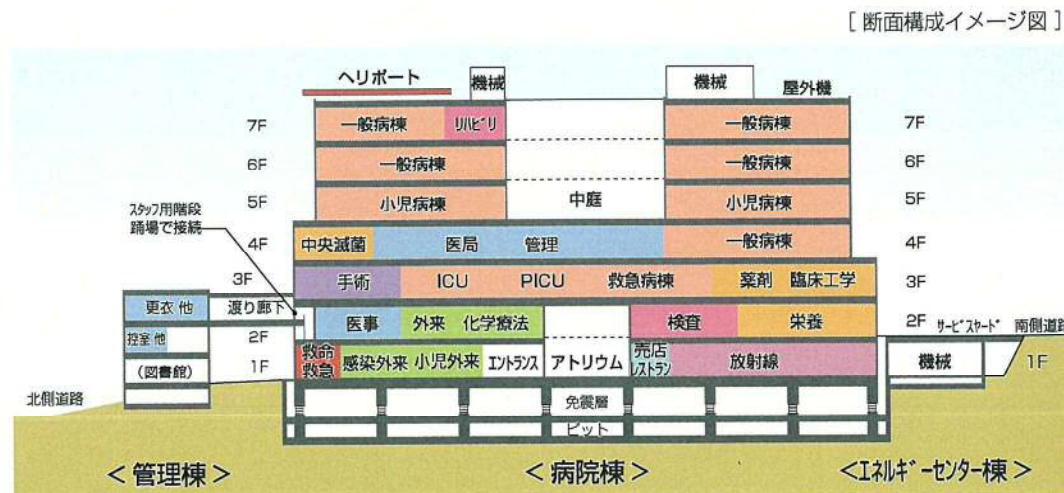 [ 断面構成イメージ図 ]
ヘリポート
機械
機械
屋外機
7F
一般病棟
リハビリ
一般病棟
7F
6F
一般病棟
一般病棟
6F
5F
小児病棟
中庭
小児病棟
5F
スタッフ用階段
踊場で接続
4F
中央滅菌
医局
管理
一般病棟
4F
3F
手術
ICU
PICU
救急病棟
薬剤
臨床工学
3F
更衣 他
渡り廊下
医事
外来
化学療法
検査
栄養
2F
サービスヤード
南側道路
控室 他
2F
救命
救急
感染外来
小児外来
エントランス
アトリウム
売店
レストラン
放射線
機械
1F
(図書館)
1F
北側道路
免震層
ピット
<管理棟>
<病院棟>
<エネルギーセンター棟>